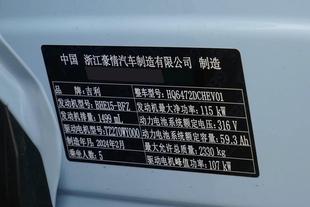 中国 浙江豪情汽车制造有限公司 制造
品牌:吉利 整车型号:HQ6472DCHEV01
发动机型号:BHE15-BFZ 发动机最大净功率:115 kW
发动机排量:1499 mL 动力电池系统额定电压:316 V
驱动电机型号:TZ270WY000 动力电池系统额定容量:59.3 Ah
制造年月:2024年2月 最大允许总质量:2330 kg
乘坐人数:5 驱动电机峰值功率:107 kW